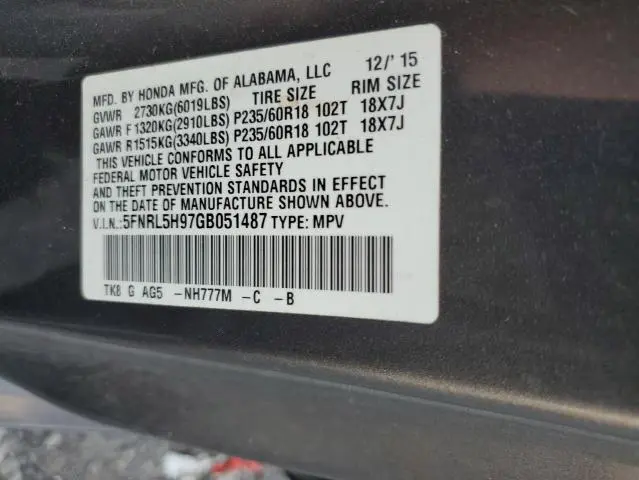 MFD. BY HONDA MFG. OF ALABAMA, LLC 12/'15
GVWR 2730KG(6019LBS) TIRE SIZE RIM SIZE
GAWR F 1320KG(2910LBS) P235/60R18 102T 18X7J
GAWR R1515KG(3340LBS) P235/60R18 102T 18X7J
THIS VEHICLE CONFORMS TO ALL APPLICABLE
FEDERAL MOTOR VEHICLE SAFETY
AND THEFT PREVENTION STANDARDS IN EFFECT
ON THE DATE OF MANUFACTURE SHOWN ABOVE.
V.I.N.:5FNRL5H97GB051487 TYPE: MPV
TK8 G AG5 -NH777M -C -B